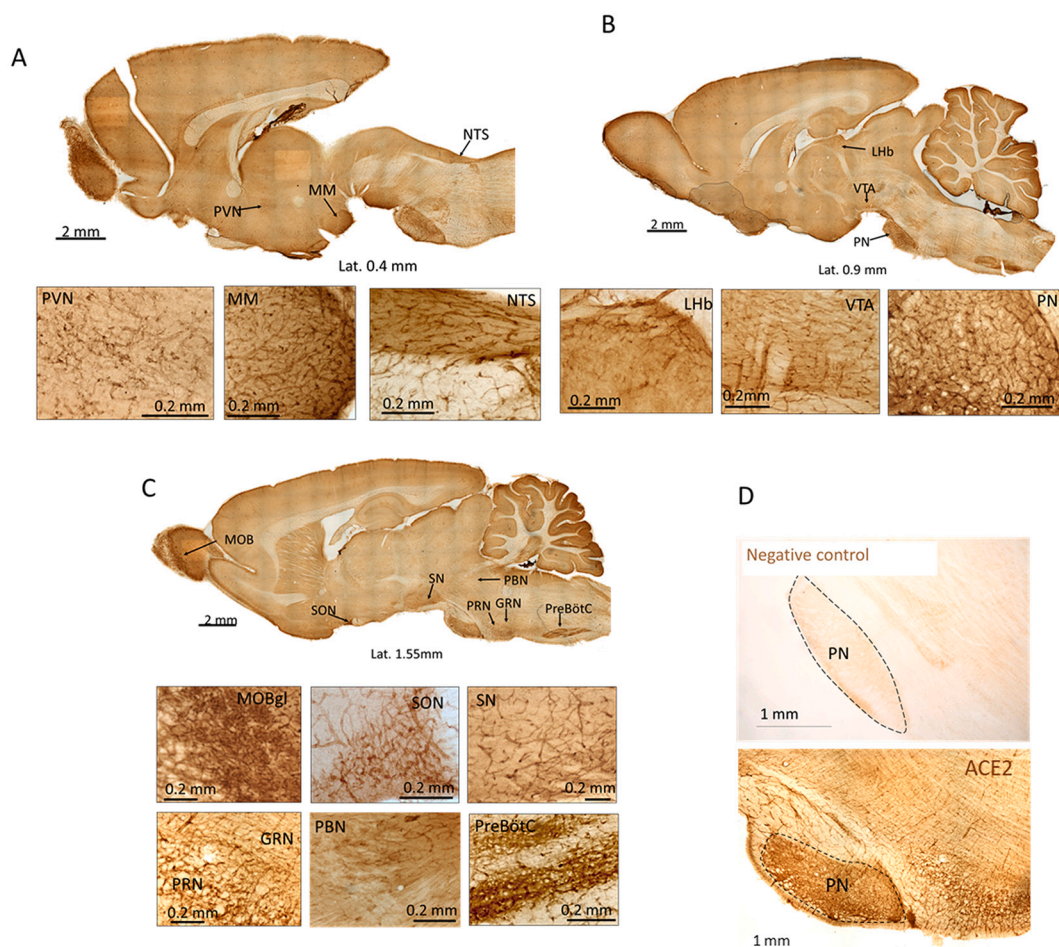 A
NTS
MM
PVN
2 mm
Lat. 0.4 mm
PVN
0.2 mm
MM
0.2 mm
NTS
0.2 mm
B
LHb
VTA
PN
2 mm
Lat. 0.9 mm
LHb
0.2 mm
VTA
0.2mm
PN
0.2 mm
C
MOB
SN
PBN
PRN
GRN
PreBötC
SON
2 mm
Lat. 1.55mm
MOBgl
0.2 mm
SON
0.2 mm
SN
0.2 mm
GRN
PRN
0.2 mm
PBN
0.2 mm
PreBötC
0.2 mm
D
Negative control
PN
1 mm
ACE2
PN
1 mm